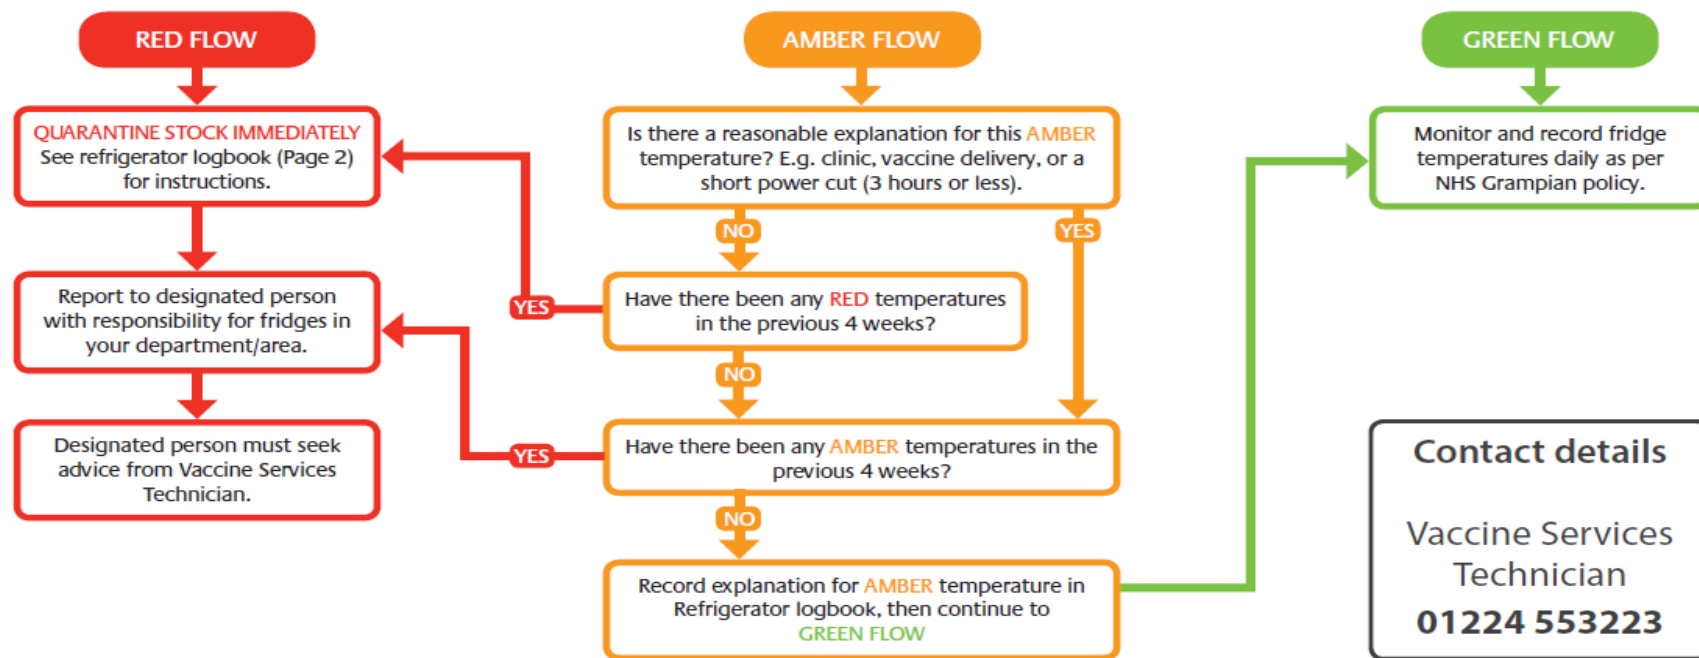 RED FLOW
QUARANTINE STOCK IMMEDIATELY
See refrigerator logbook (Page 2)
for instructions.
Report to designated person
with responsibility for fridges in
your department/area.
Designated person must seek
advice from Vaccine Services
Technician.
AMBER FLOW
Is there a reasonable explanation for this AMBER
temperature? E.g. clinic, vaccine delivery, or a
short power cut (3 hours or less).
NO
YES
Have there been any RED temperatures
in the previous 4 weeks?
YES
NO
Have there been any AMBER temperatures in the
previous 4 weeks?
YES
NO
Record explanation for AMBER temperature in
Refrigerator logbook, then continue to
GREEN FLOW
GREEN FLOW
Monitor and record fridge
temperatures daily as per
NHS Grampian policy.
Contact details
Vaccine Services
Technician
01224 553223